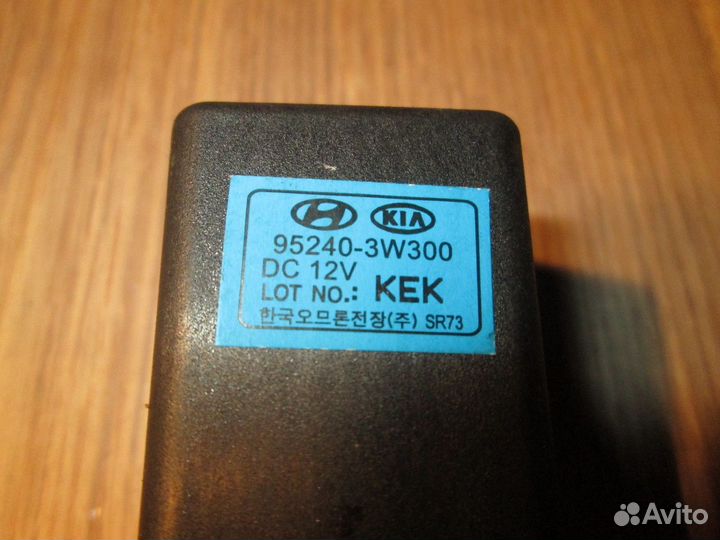 KIA
95240-3W300
DC 12V
LOT NO.: KEK
한국오므론전장(주) SR73
Avito